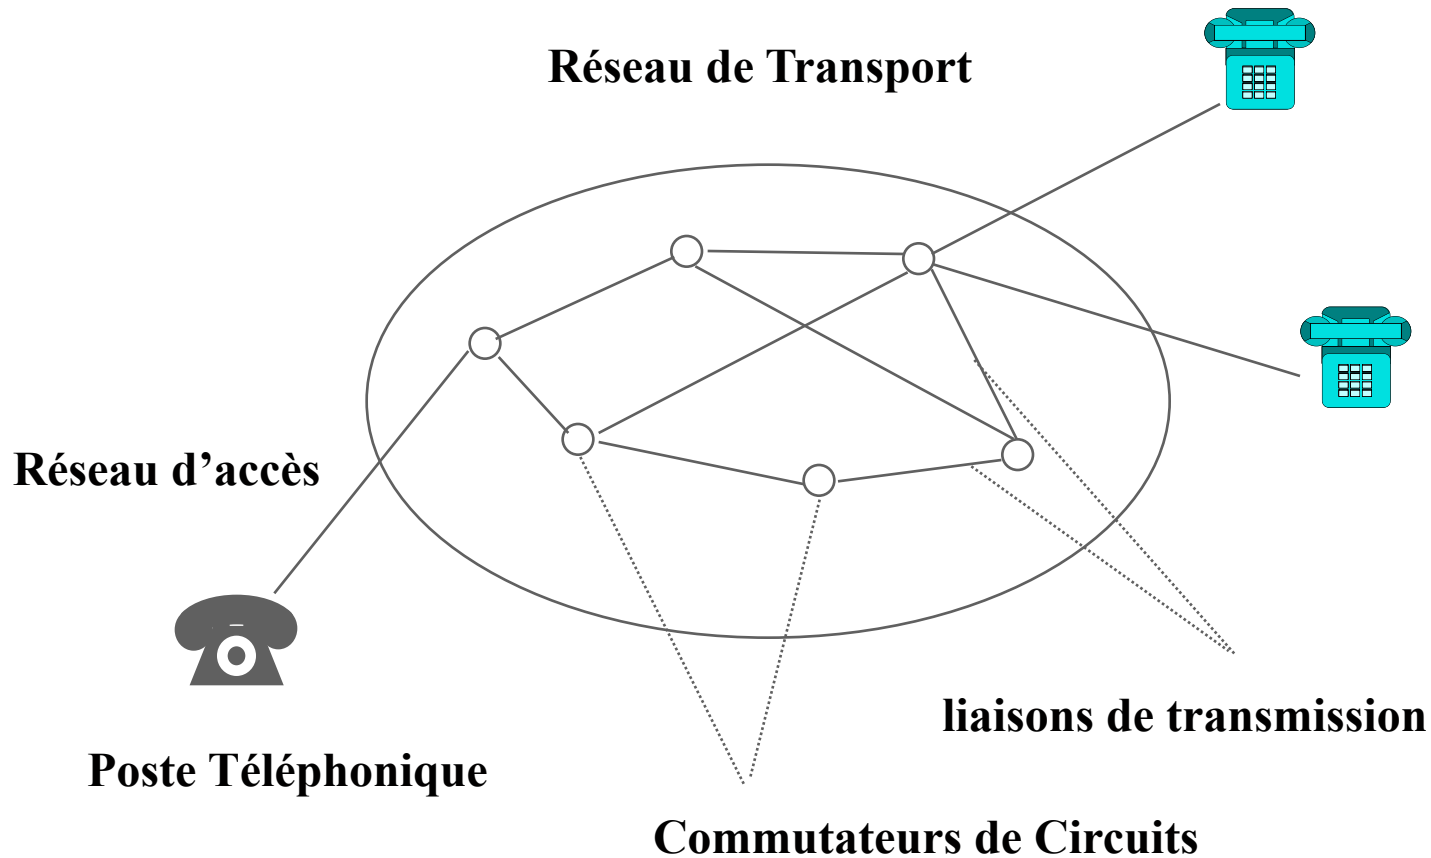 Réseau de Transport
Réseau d’accès
liaisons de transmission
Poste Téléphonique
Commutateurs de Circuits